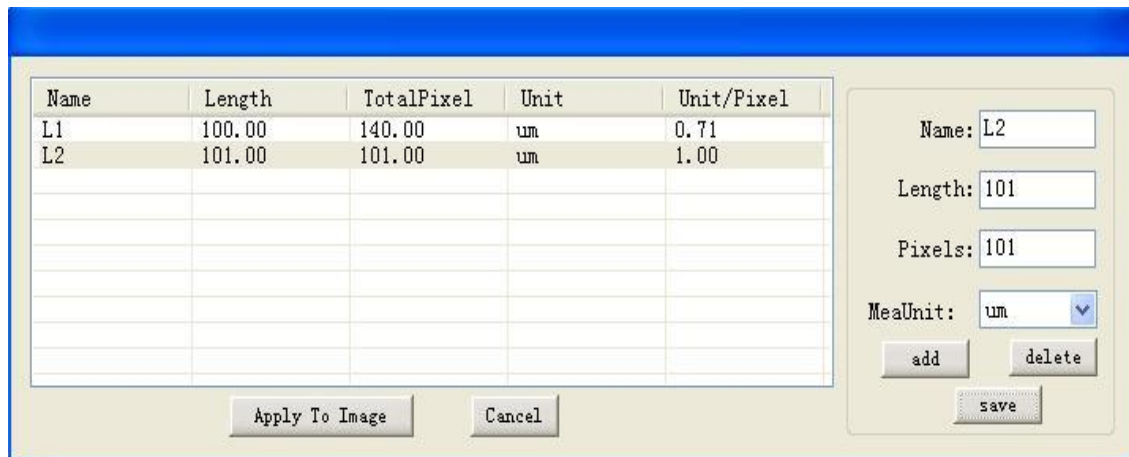 Name Length TotalPixel Unit Unit/Pixel
L1 100.00 140.00 um 0.71
L2 101.00 101.00 um 1.00
Name: L2
Length: 101
Pixels: 101
MeaUnit: um
add delete
save
Apply To Image Cancel